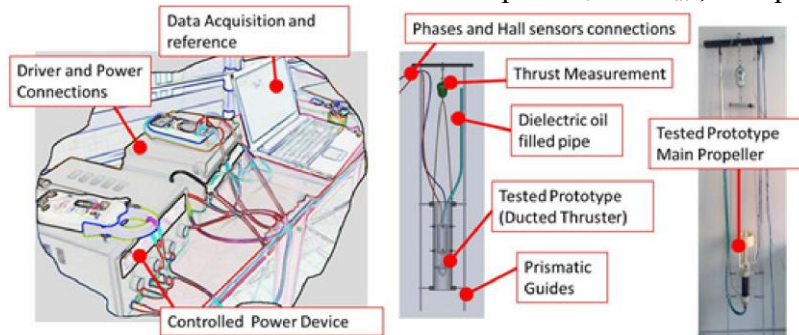 Data Acquisition and
reference
Driver and Power
Connections
Controlled Power Device
Phases and Hall sensors connections
Thrust Measurement
Dielectric oil
filled pipe
Tested Prototype
(Ducted Thruster)
Prismatic
Guides
Tested Prototype
Main Propeller